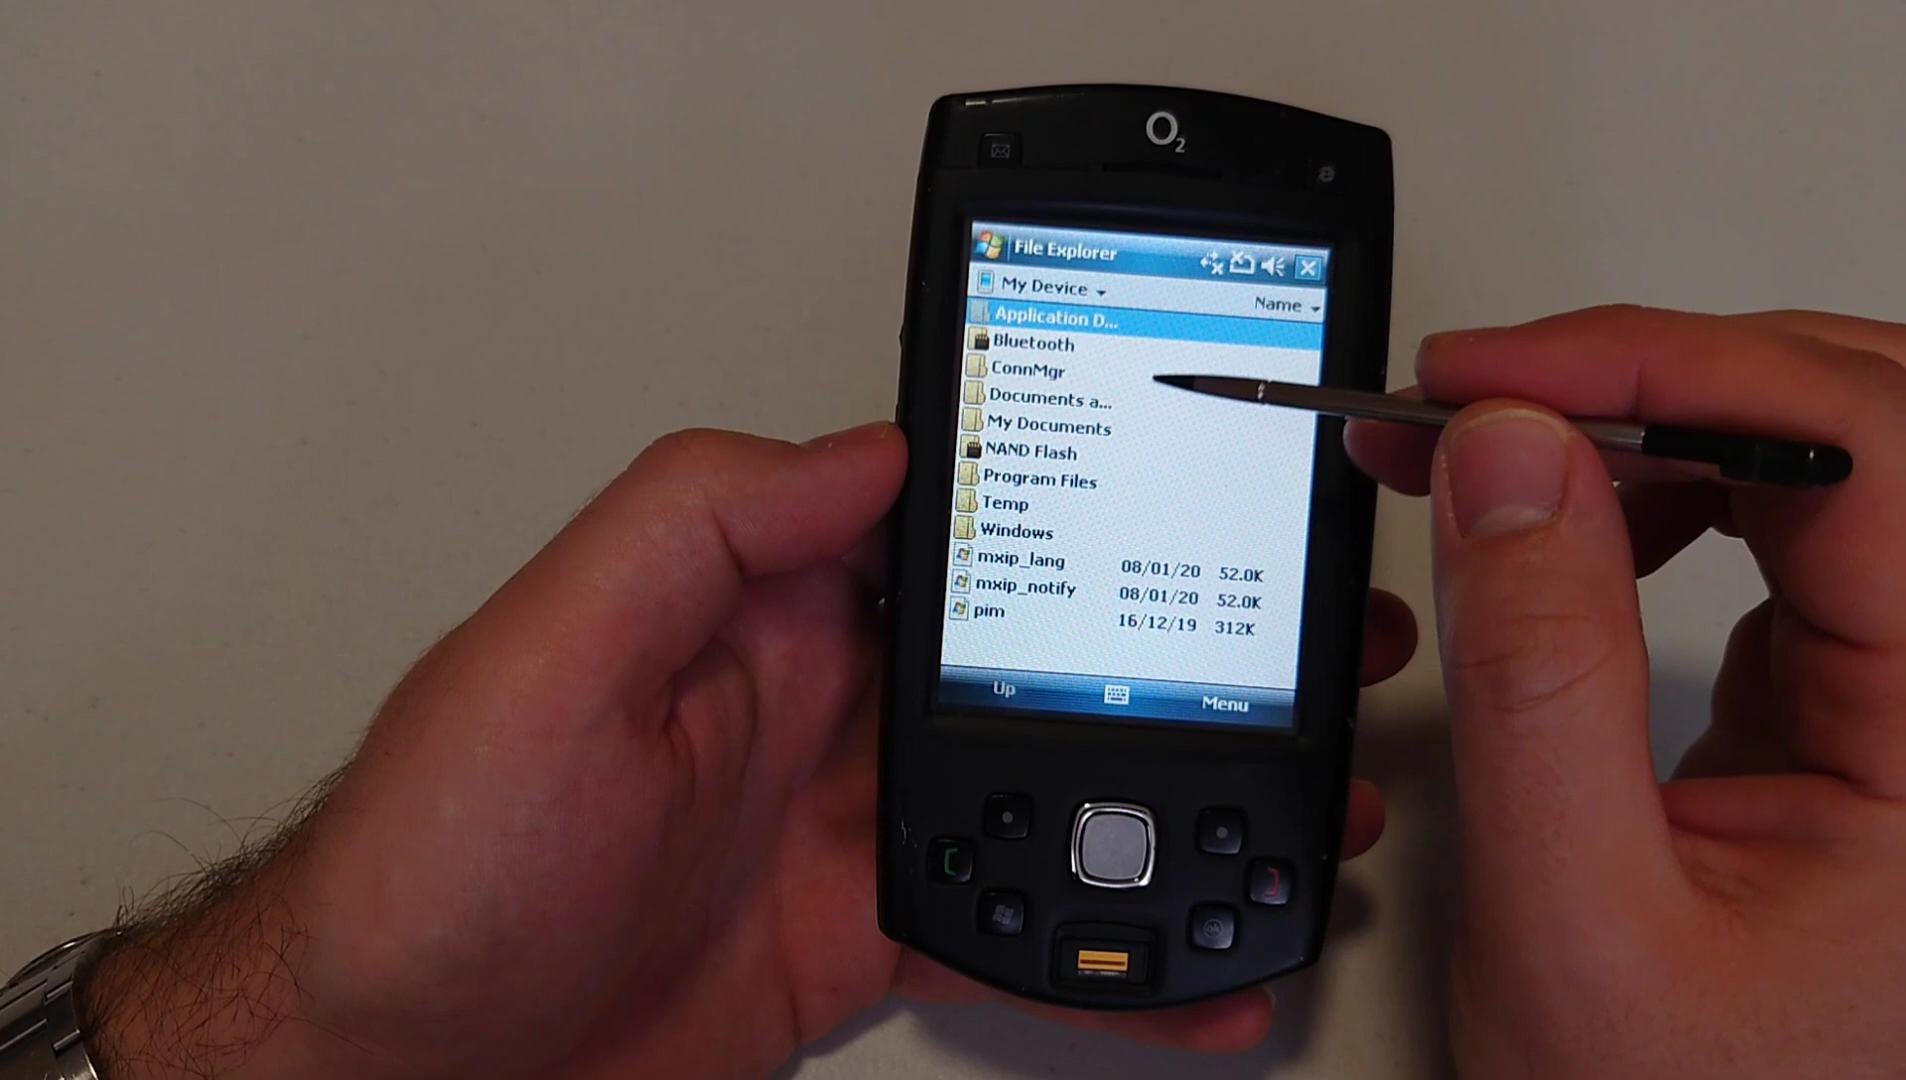 O2
File Explorer
My Device Name
Application D...
Bluetooth
ConnMgr
Documents a...
My Documents
NAND Flash
Program Files
Temp
Windows
mxip_lang 08/01/20 52.0K
mxip_notify 08/01/20 52.0K
pim 16/12/19 312K
Up Menu
ok